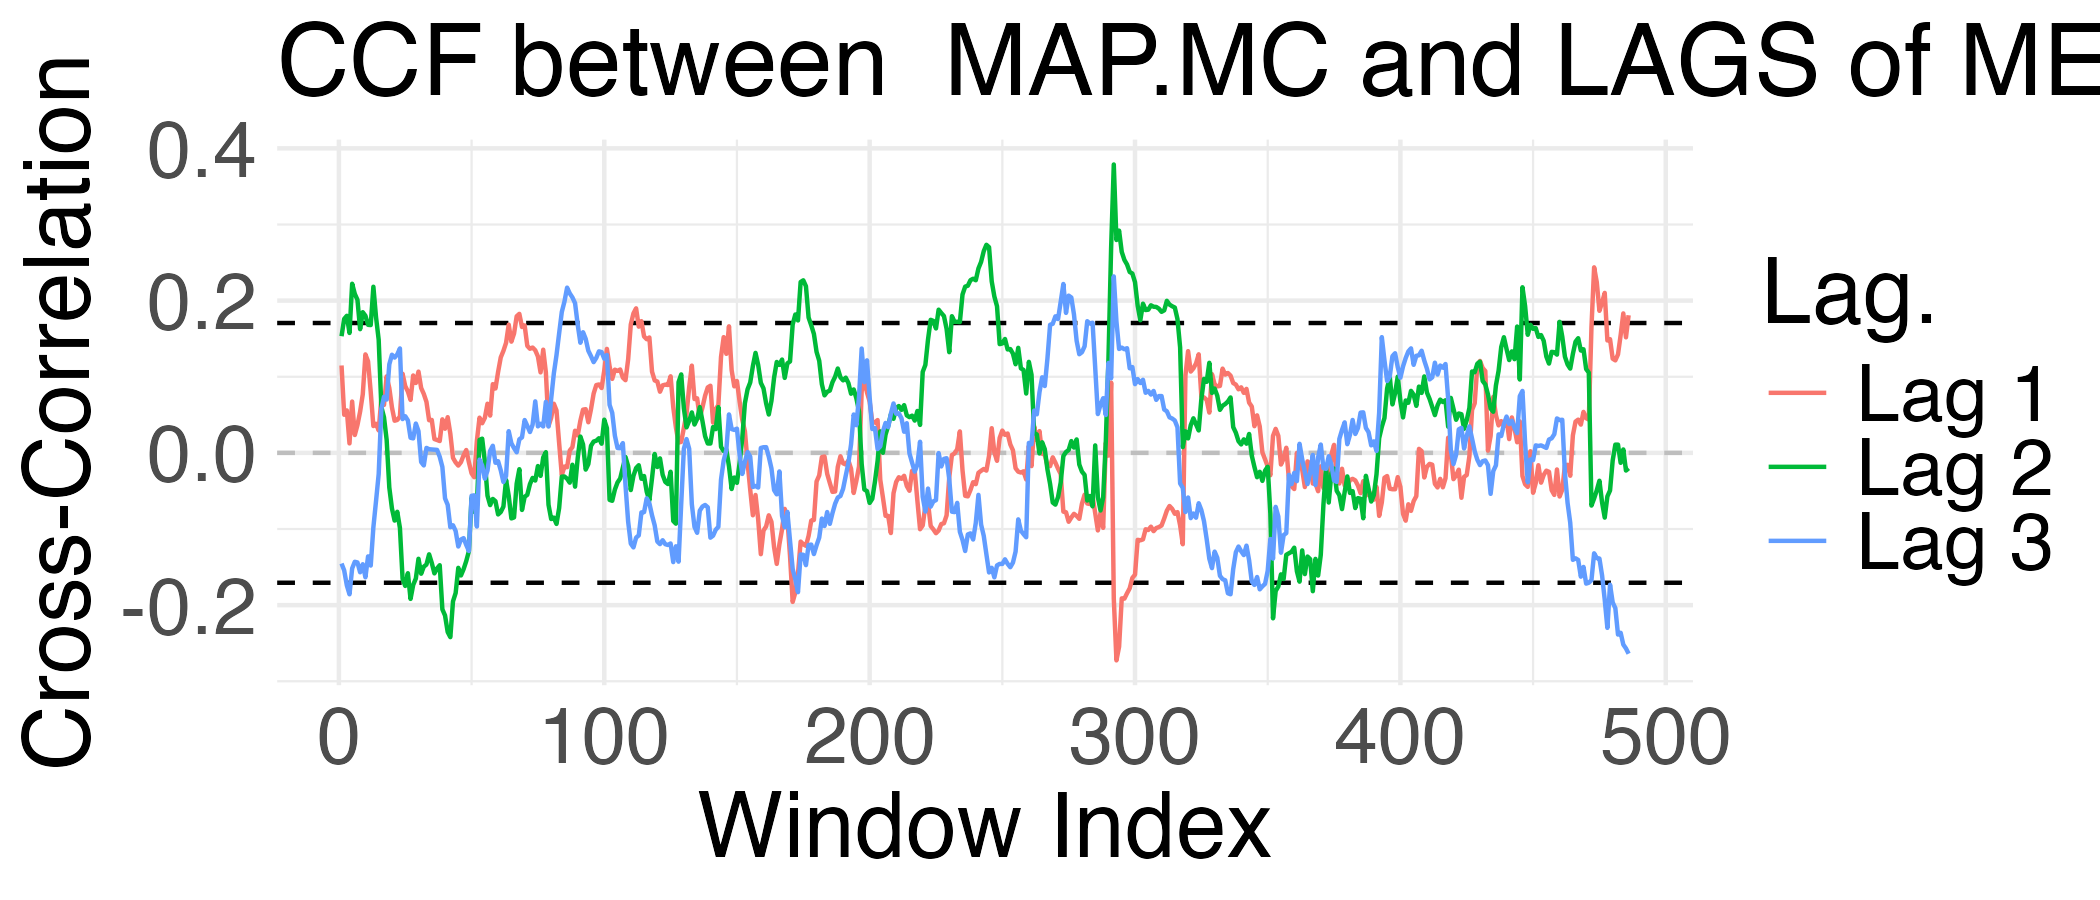 CCF between MAP.MC and LAGS of ME
Cross-Correlation
0.4
0.2
0.0
-0.2
0
100
200
300
400
500
Window Index
Lag.
Lag 1
Lag 2
Lag 3